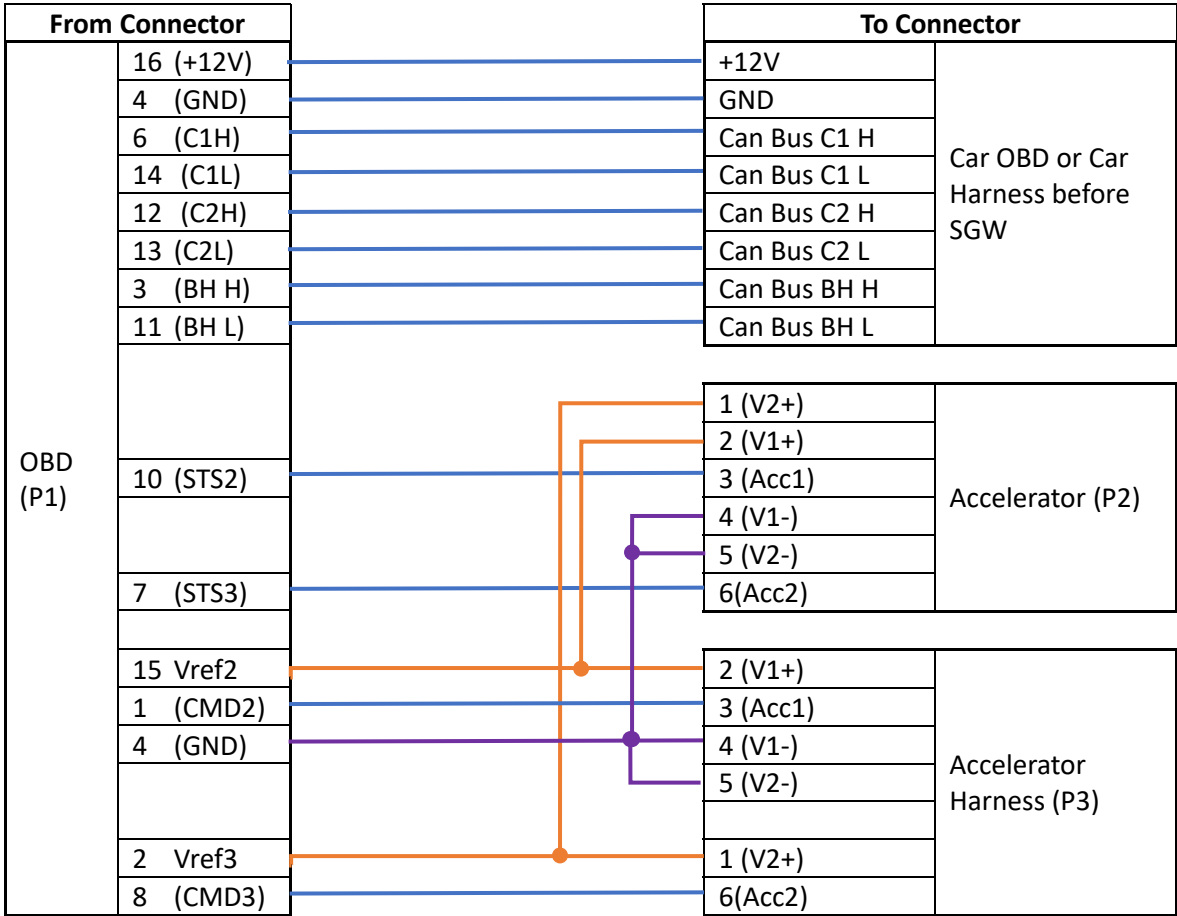 From Connector
To Connector
16 (+12V)
+12V
4 (GND)
GND
6 (C1H)
Can Bus C1 H
14 (C1L)
Can Bus C1 L
12 (C2H)
Can Bus C2 H
13 (C2L)
Can Bus C2 L
3 (BH H)
Can Bus BH H
11 (BH L)
Can Bus BH L
Car OBD or Car
Harness before
SGW
OBD
(P1)
1 (V2+)
2 (V1+)
10 (STS2)
3 (Acc1)
4 (V1-)
5 (V2-)
7 (STS3)
6(Acc2)
Accelerator (P2)
15 Vref2
2 (V1+)
1 (CMD2)
3 (Acc1)
4 (GND)
4 (V1-)
5 (V2-)
2 Vref3
1 (V2+)
8 (CMD3)
6(Acc2)
Accelerator
Harness (P3)